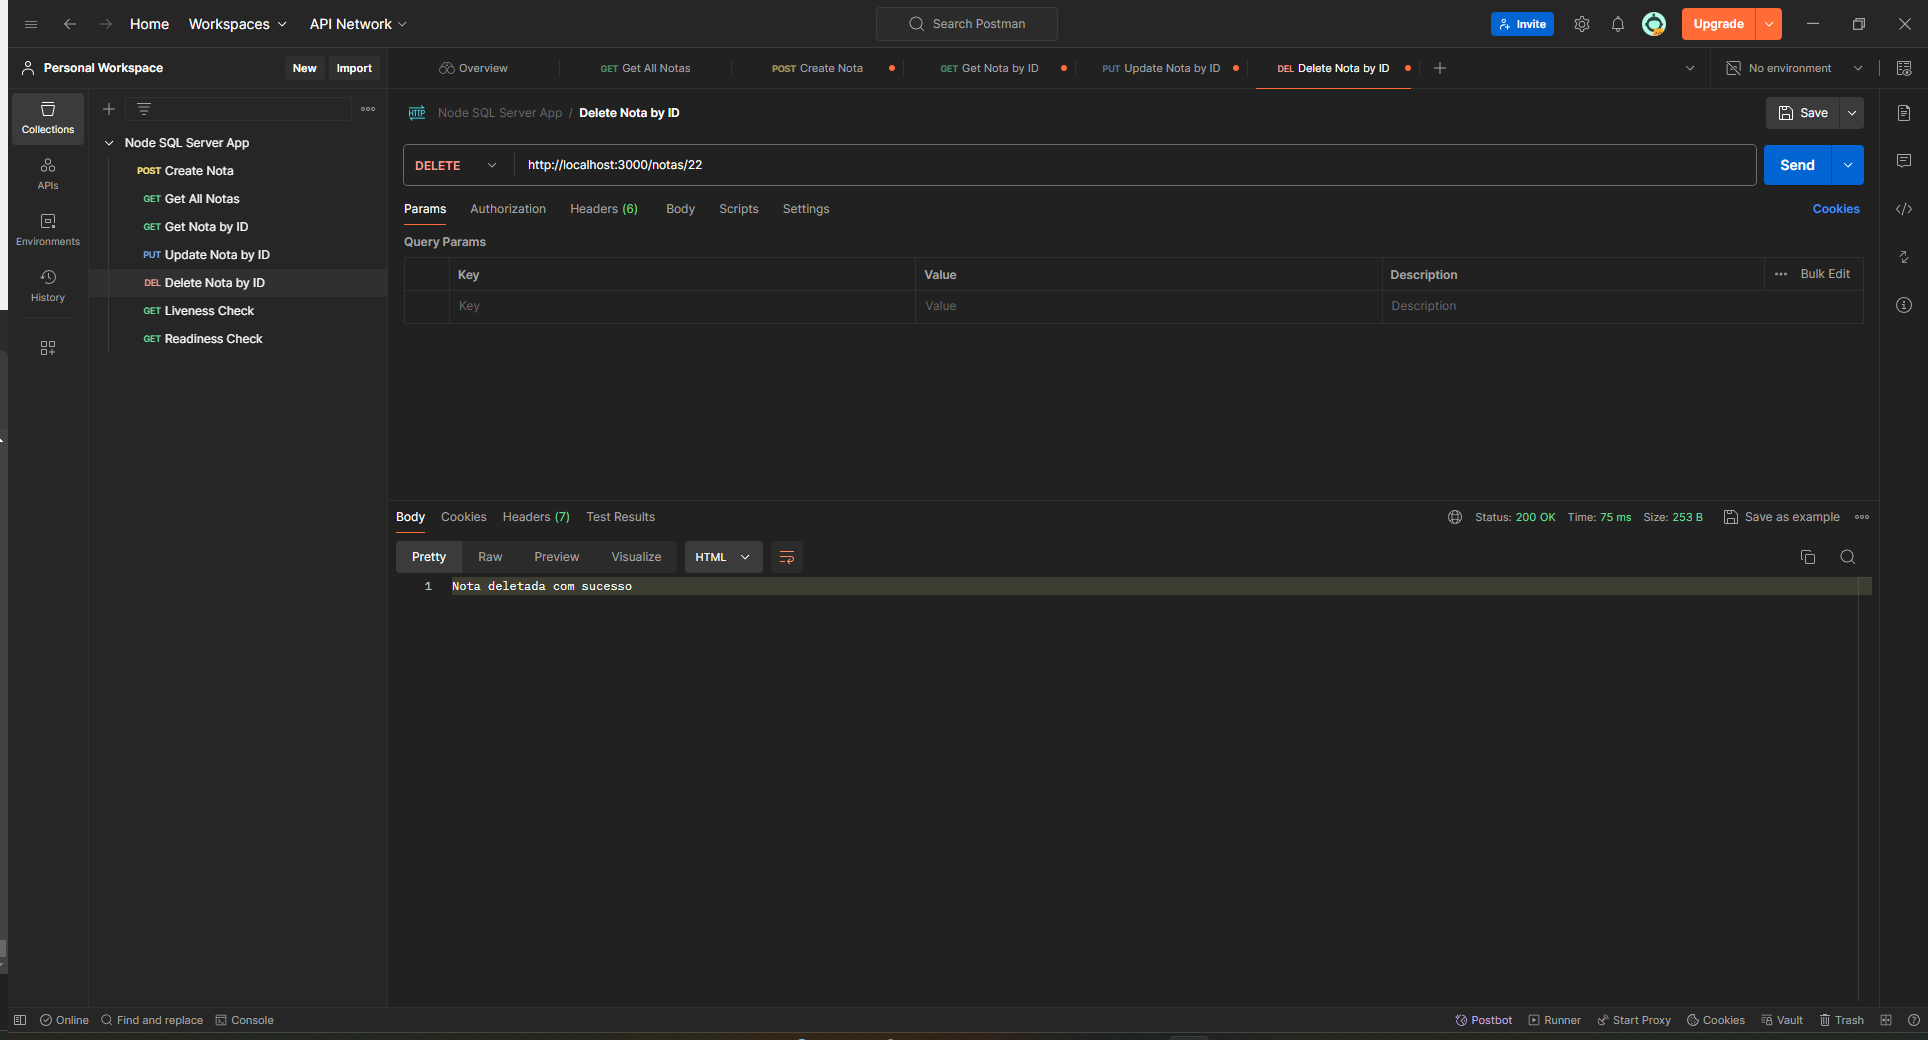 Home Workspaces API Network Search Postman Invite Upgrade
Personal Workspace New Import Overview GET Get All Notas POST Create Nota GET Get Nota by ID PUT Update Nota by ID DEL Delete Nota by ID No environment
Collections
APIs
Environments
History
Node SQL Server App
POST Create Nota
GET Get All Notas
GET Get Nota by ID
PUT Update Nota by ID
DEL Delete Nota by ID
GET Liveness Check
GET Readiness Check
HTTP Node SQL Server App / Delete Nota by ID Save
DELETE http://localhost:3000/notas/22 Send
Params Authorization Headers (6) Body Scripts Settings Cookies
Query Params
Key Value Description Bulk Edit
Key Value Description
Body Cookies Headers (7) Test Results Status: 200 OK Time: 75 ms Size: 253 B Save as example
Pretty Raw Preview Visualize HTML
1 Nota deletada com sucesso
Online Find and replace Console Postbot Runner Start Proxy Cookies Vault Trash